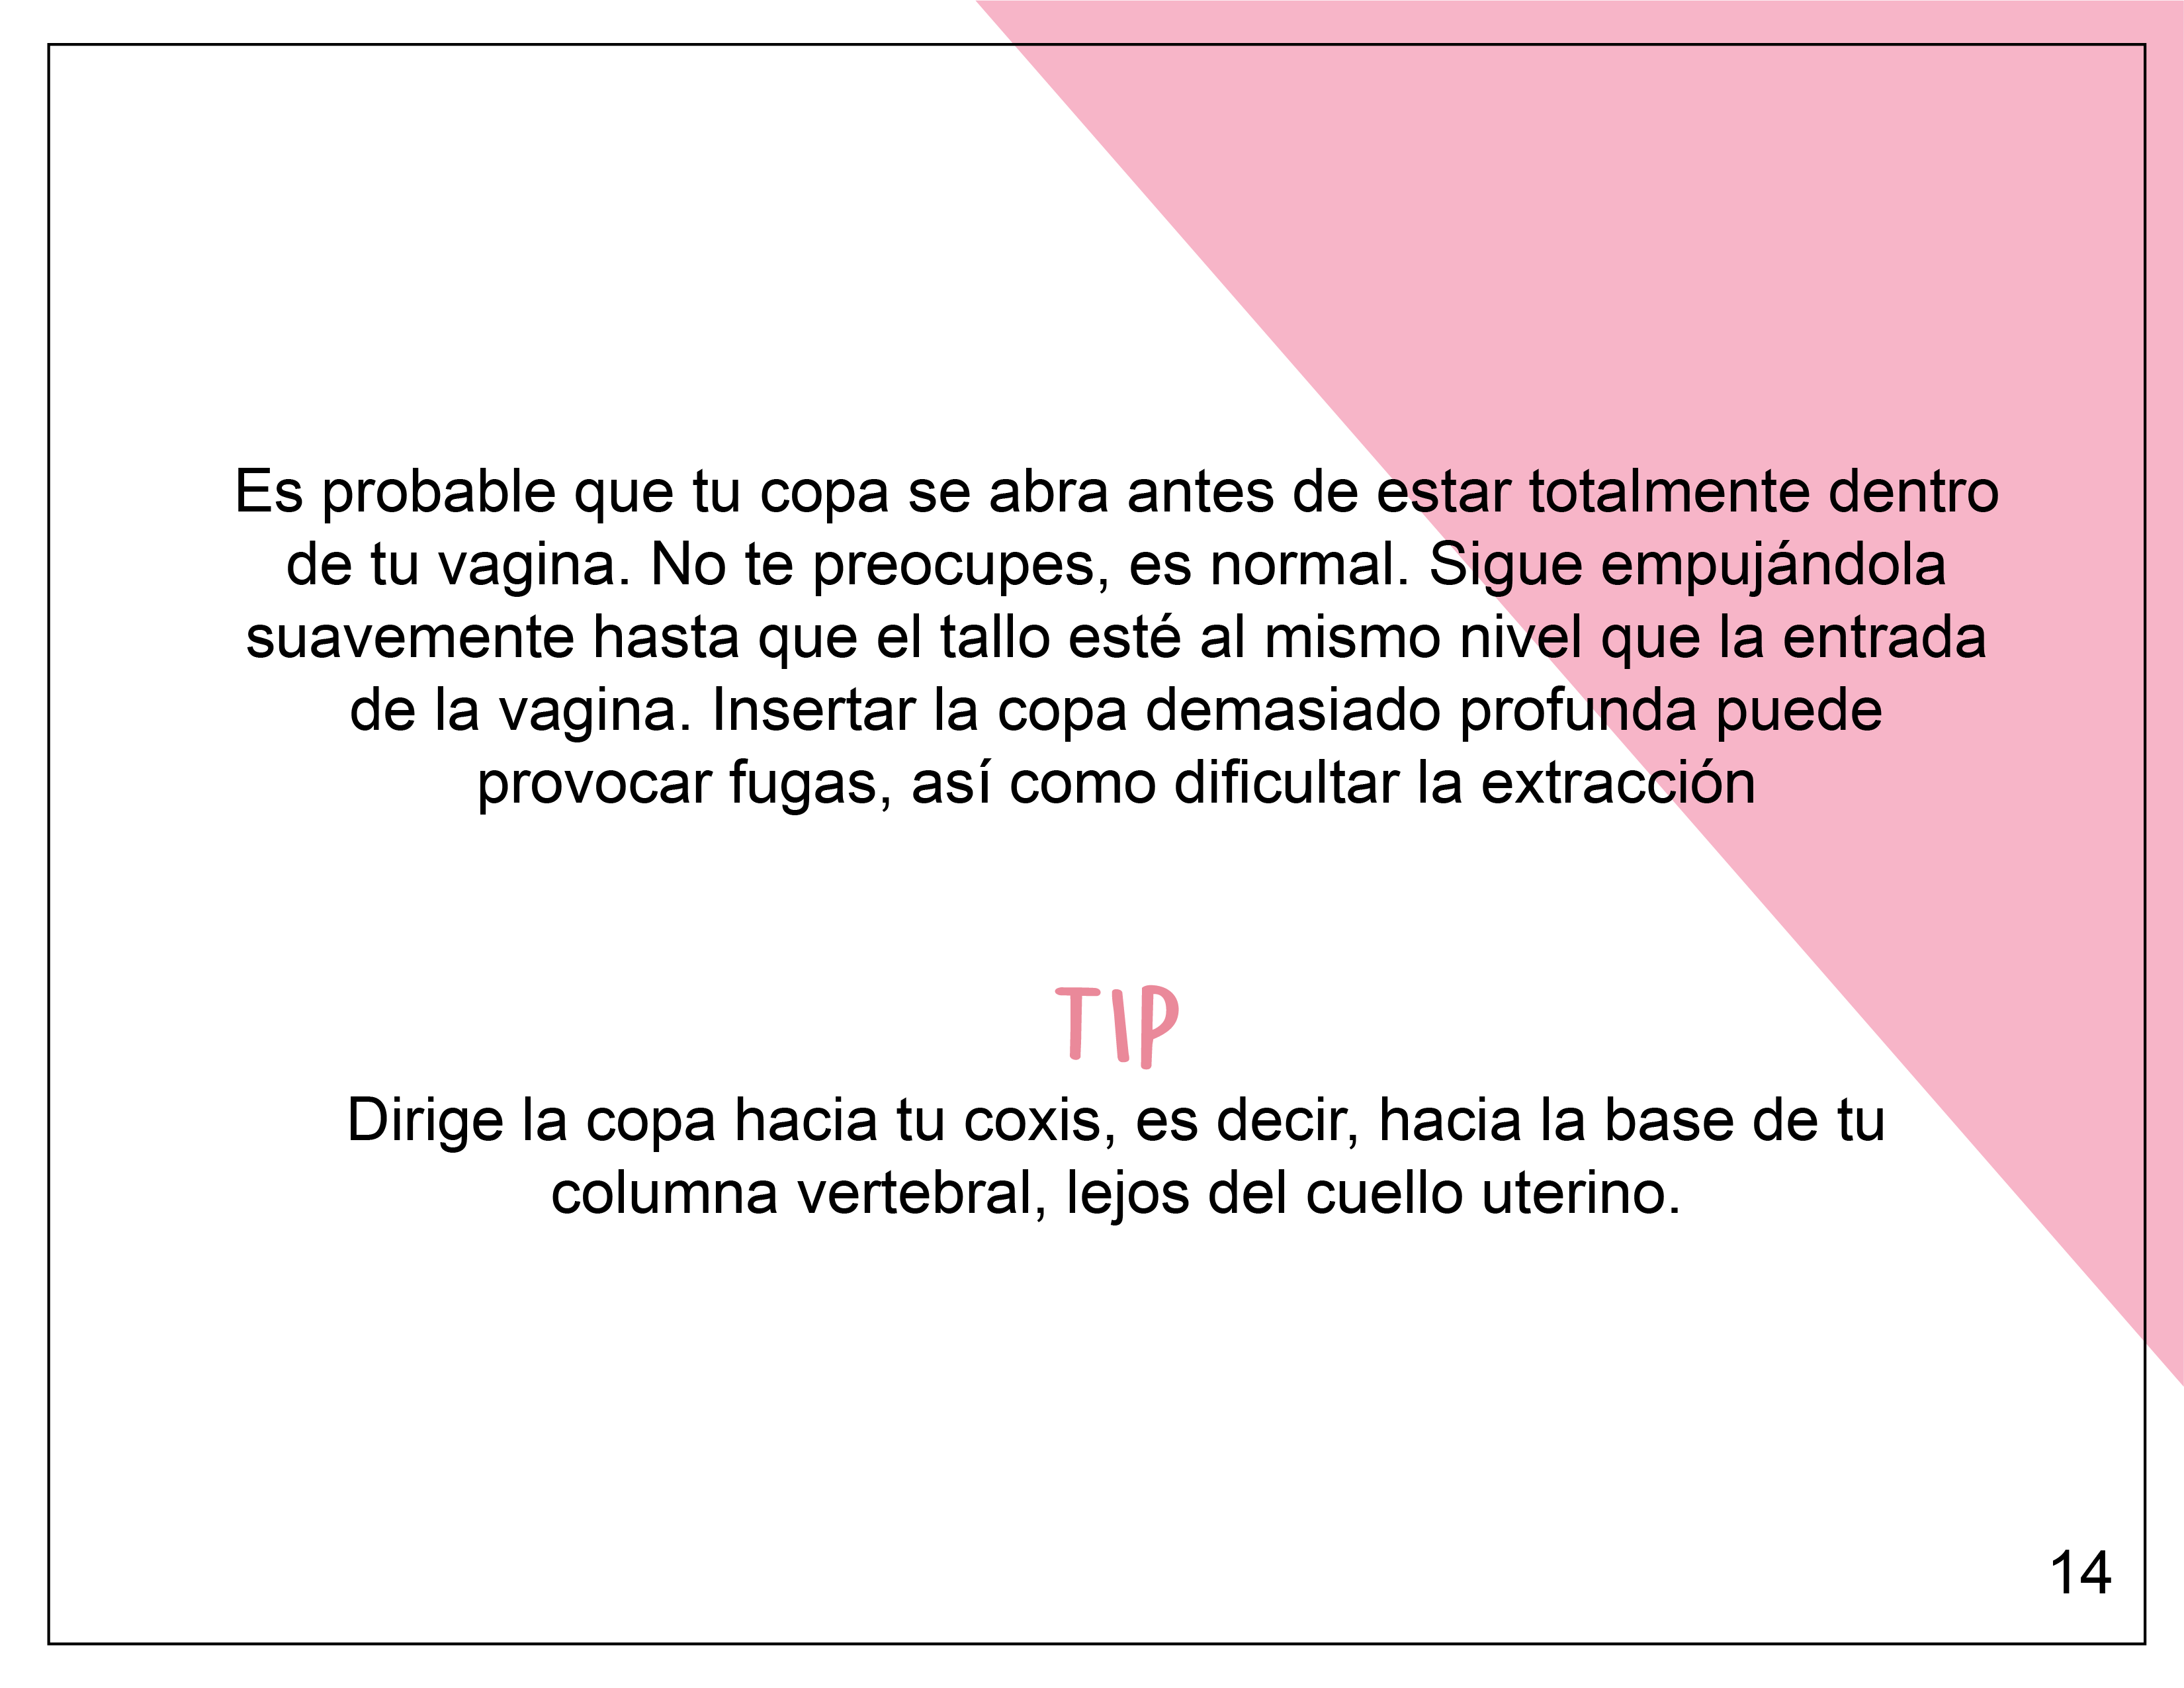 Es probable que tu copa se abra antes de estar totalmente dentro
de tu vagina. No te preocupes, es normal. Sigue empujándola
suavemente hasta que el tallo esté al mismo nivel que la entrada
de la vagina. Insertar la copa demasiado profunda puede
provocar fugas, así como dificultar la extracción
TIP
Dirige la copa hacia tu coxis, es decir, hacia la base de tu
columna vertebral, lejos del cuello uterino.
14